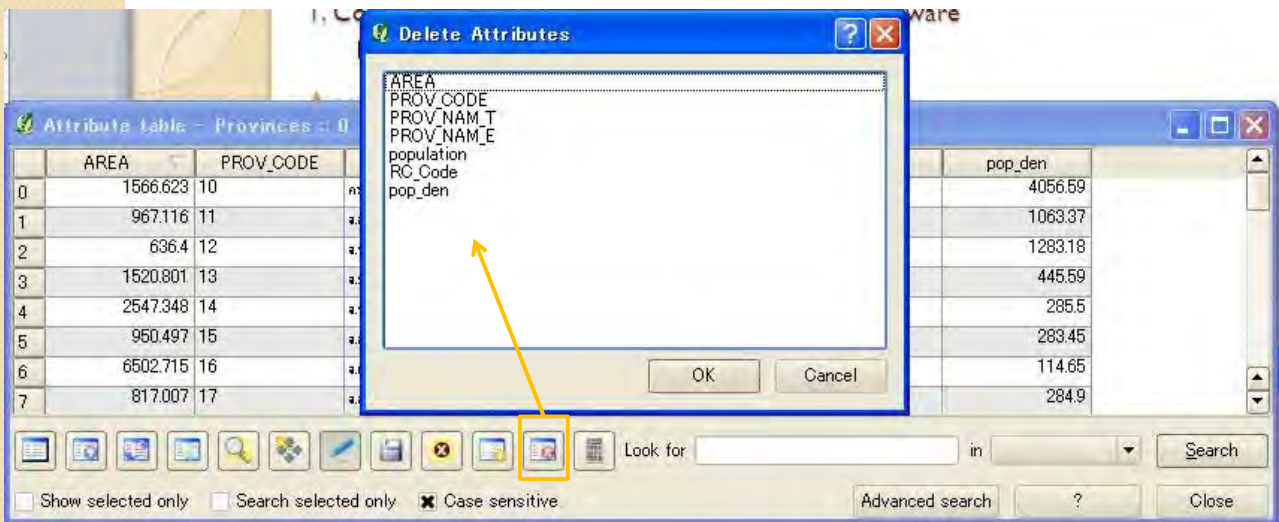 ware
Delete Attributes
AREA
PROV_CODE
PROV_NAM_T
PROV_NAM_E
population
RC_Code
pop_den
OK Cancel
Attribute table - Provinces :: 0
AREA PROV_CODE pop_den
0 1566.623 10 4056.59
1 967.116 11 1063.37
2 636.4 12 1283.18
3 1520.801 13 445.59
4 2547.348 14 285.5
5 950.497 15 283.45
6 6502.715 16 114.65
7 817.007 17 284.9
Look for in Search
Show selected only Search selected only Case sensitive Advanced search ? Close